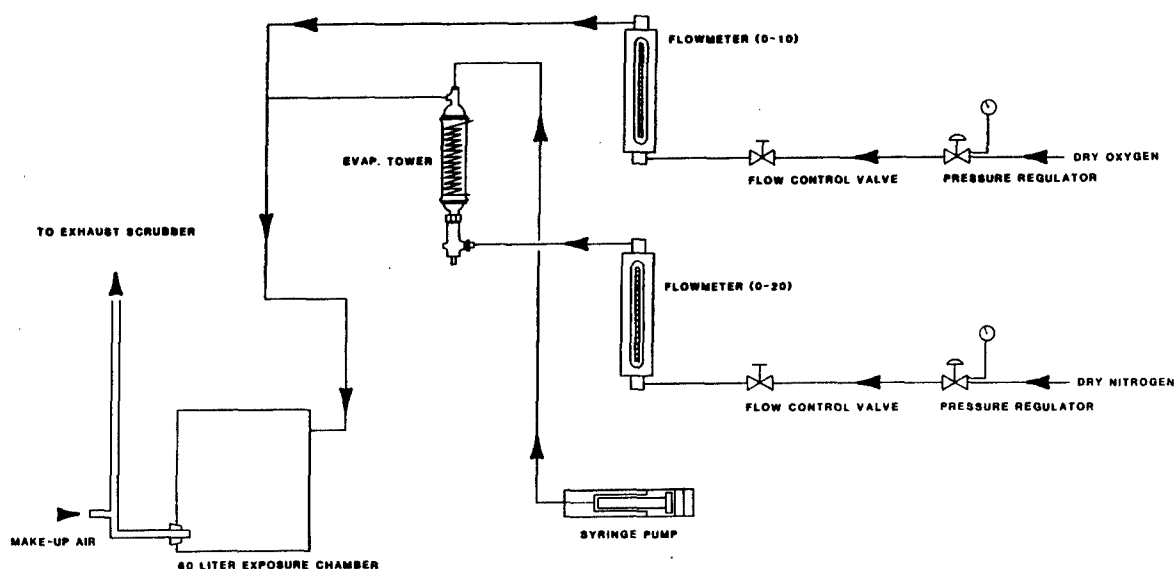 FLOWMETER (0-10)
EVAP. TOWER
DRY OXYGEN
FLOW CONTROL VALVE
PRESSURE REGULATOR
TO EXHAUST SCRUBBER
FLOWMETER (0-20)
DRY NITROGEN
FLOW CONTROL VALVE
PRESSURE REGULATOR
SYRINGE PUMP
MAKE-UP AIR
60 LITER EXPOSURE CHAMBER